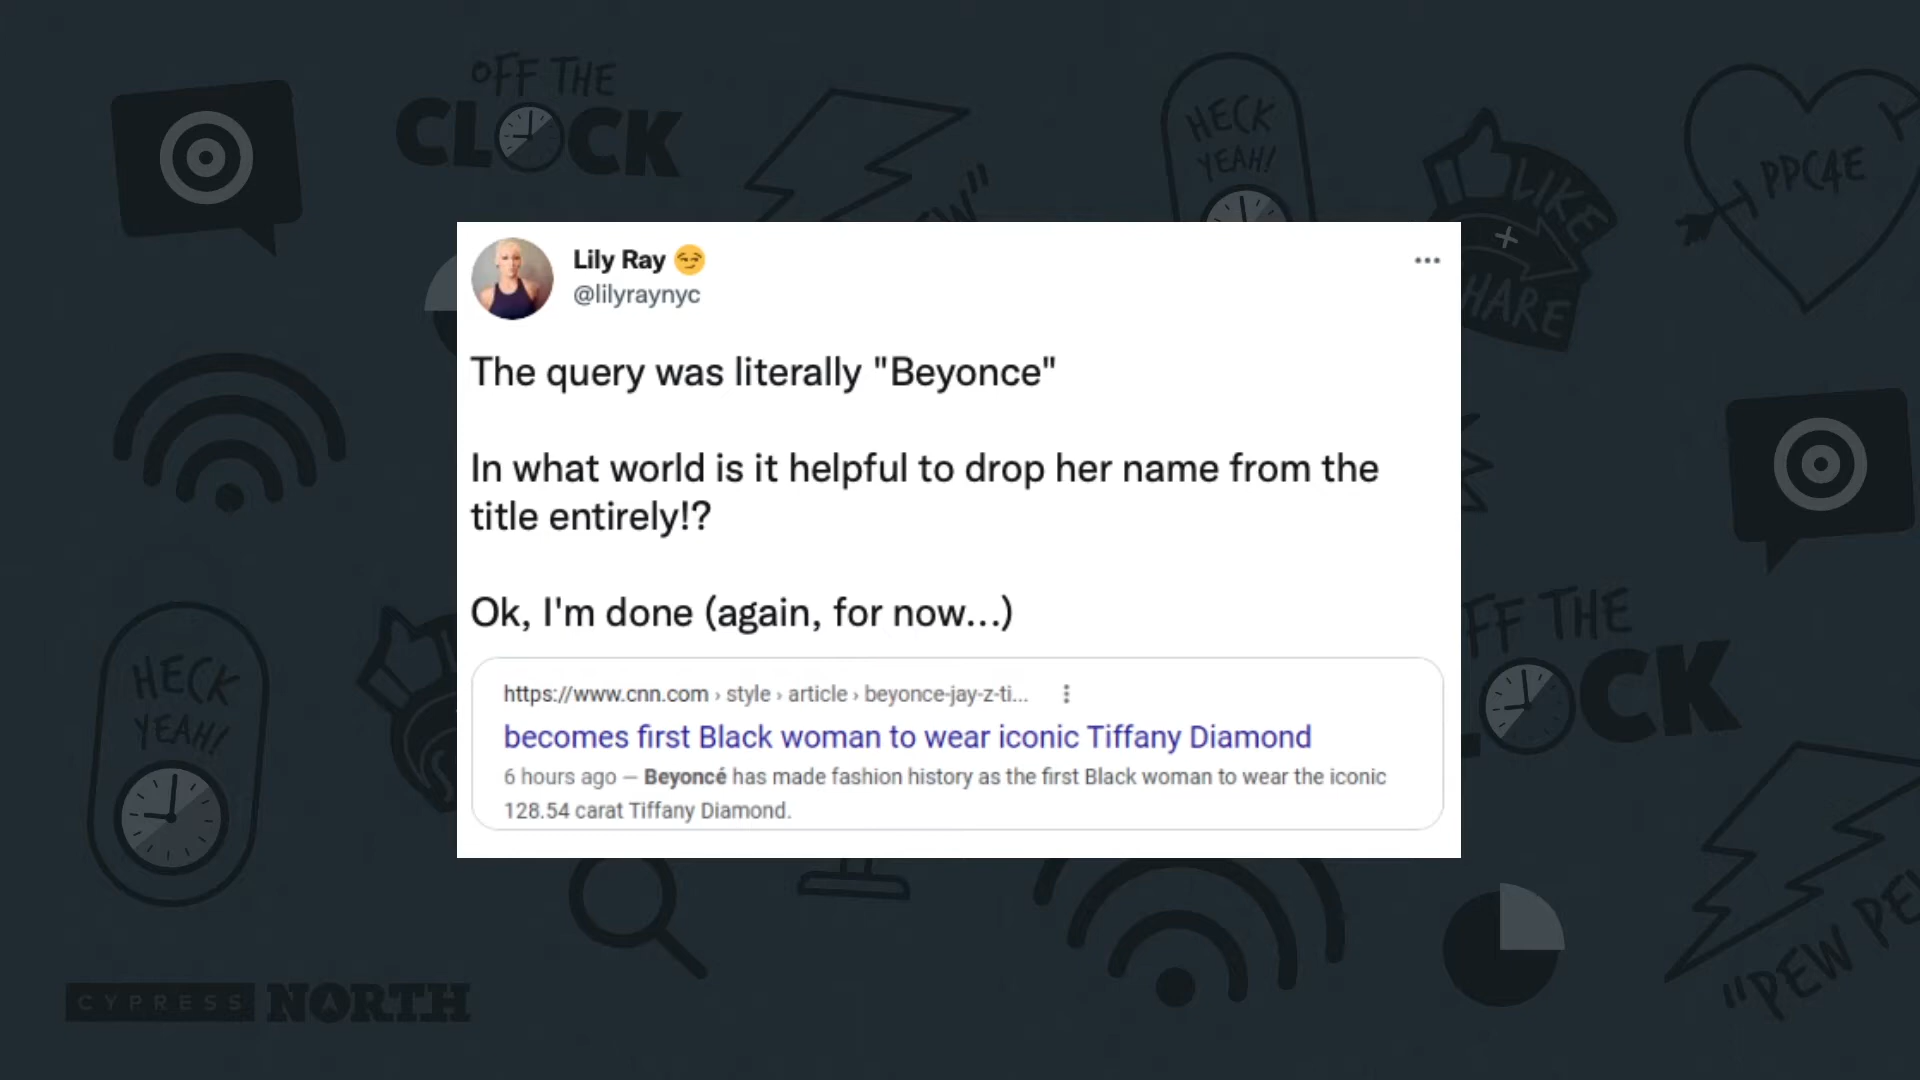 OFF THE
CLOCK
HECK
YEAH!
LIKE
SHARE
PPC4E
Lily Ray 😏
@lilyraynyc
The query was literally "Beyonce"
In what world is it helpful to drop her name from the
title entirely!?
Ok, I'm done (again, for now...)
https://www.cnn.com › style › article › beyonce-jay-z-ti...
becomes first Black woman to wear iconic Tiffany Diamond
6 hours ago — Beyoncé has made fashion history as the first Black woman to wear the iconic
128.54 carat Tiffany Diamond.
HECK
YEAH!
FF THE
LOCK
"PEW PE
CYPRESS NORTH